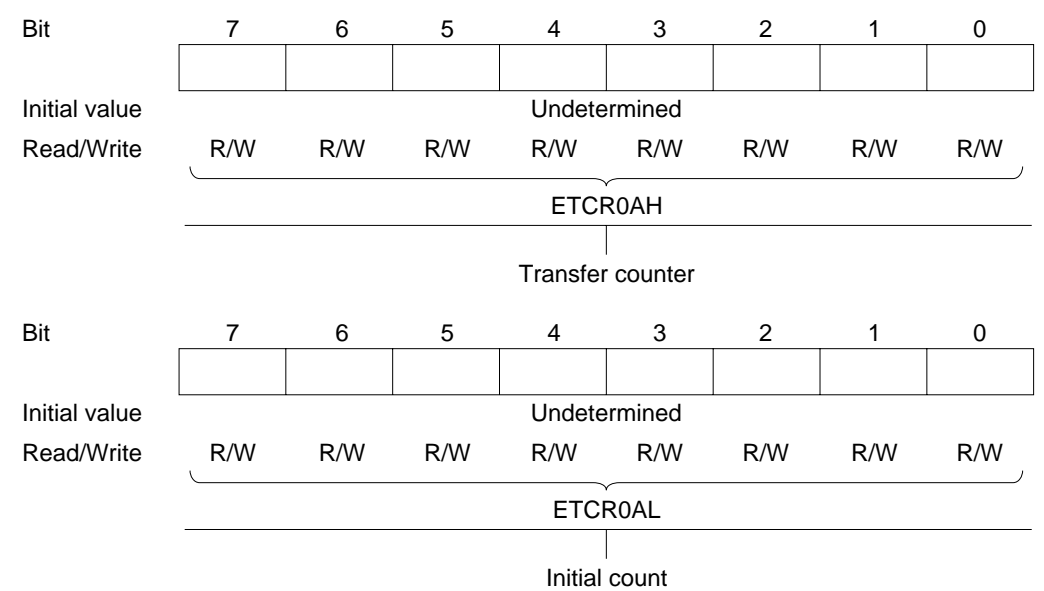 Bit 7 6 5 4 3 2 1 0
Initial value Undetermined
Read/Write R/W R/W R/W R/W R/W R/W R/W R/W
ETCR0AH
Transfer counter
Bit 7 6 5 4 3 2 1 0
Initial value Undetermined
Read/Write R/W R/W R/W R/W R/W R/W R/W R/W
ETCR0AL
Initial count